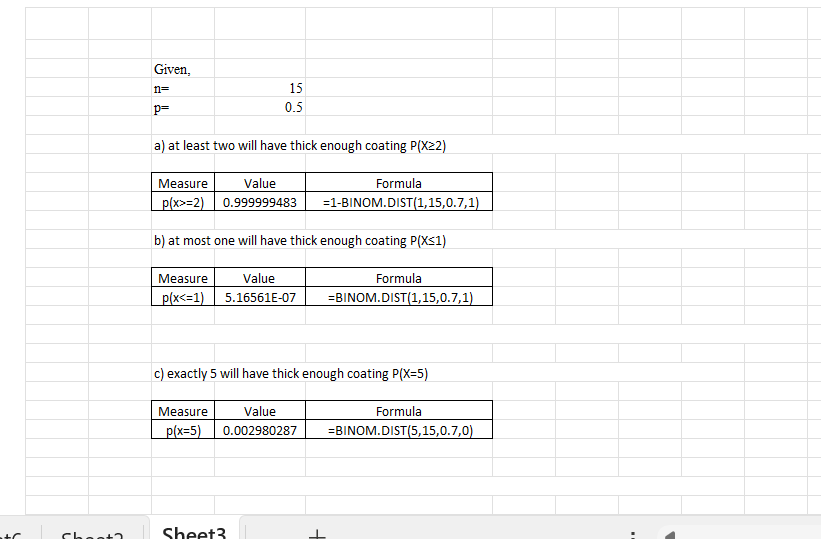 Given,
n= 15
p= 0.5
a) at least two will have thick enough coating P(X≥2)
Measure Value Formula
p(x>=2) 0.999999483 =1-BINOM.DIST(1,15,0.7,1)
b) at most one will have thick enough coating P(X≤1)
Measure Value Formula
p(x<=1) 5.16561E-07 =BINOM.DIST(1,15,0.7,1)
c) exactly 5 will have thick enough coating P(X=5)
Measure Value Formula
p(x=5) 0.002980287 =BINOM.DIST(5,15,0.7,0)
Sheet3